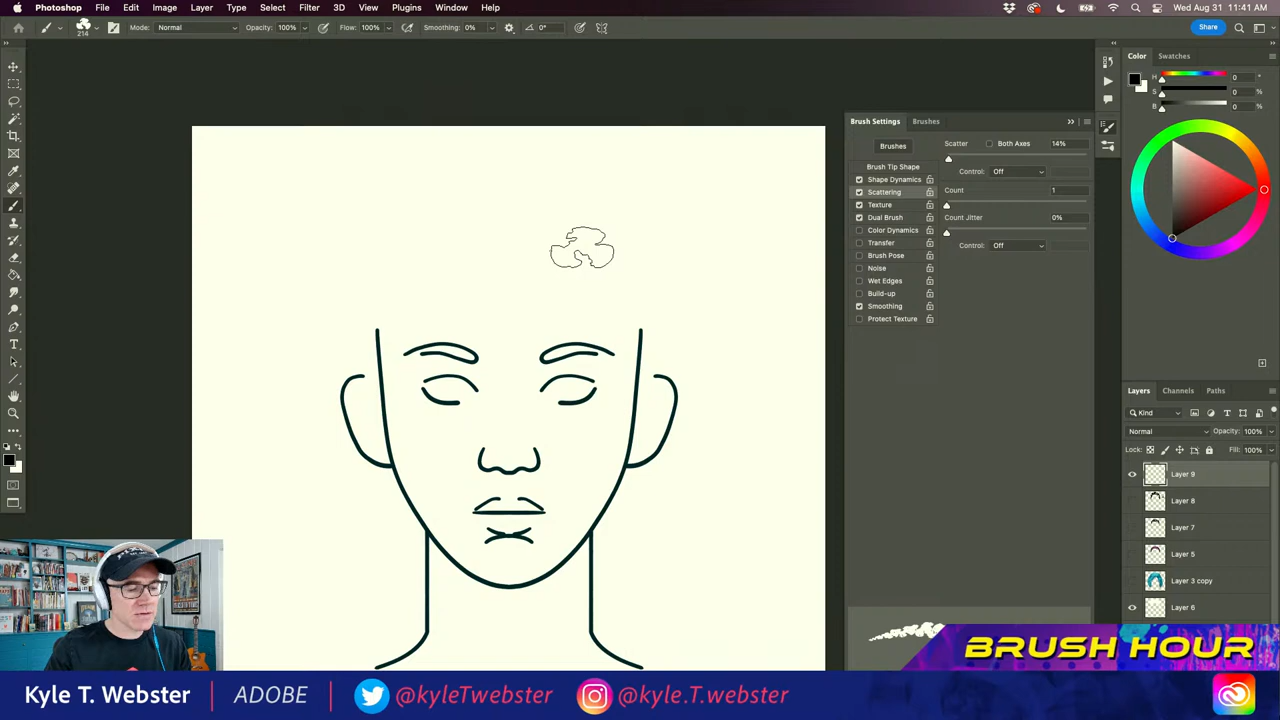 Photoshop File Edit Image Layer Type Select Filter 3D View Plugins Window Help Wed Aug 31 11:41 AM
214 Mode: Normal Opacity: 100% Flow: 100% Smoothing: 0% 0° Share
Color Swatches
H 0 °
S 0 %
B 0 %
Brush Settings Brushes
Brushes Scatter Both Axes 14%
Brush Tip Shape
Shape Dynamics Control: Off
Scattering Count 1
Texture
Dual Brush Count Jitter 0%
Color Dynamics
Transfer Control: Off
Brush Pose
Noise
Wet Edges
Build-up
Smoothing
Protect Texture
Layers Channels Paths
Kind
Normal Opacity: 100%
Lock: Fill: 100%
Layer 9
Layer 8
Layer 7
Layer 5
Layer 3 copy
Layer 6
BRUSH HOUR
Kyle T. Webster | ADOBE @kyleTwebster @kyle.T.webster